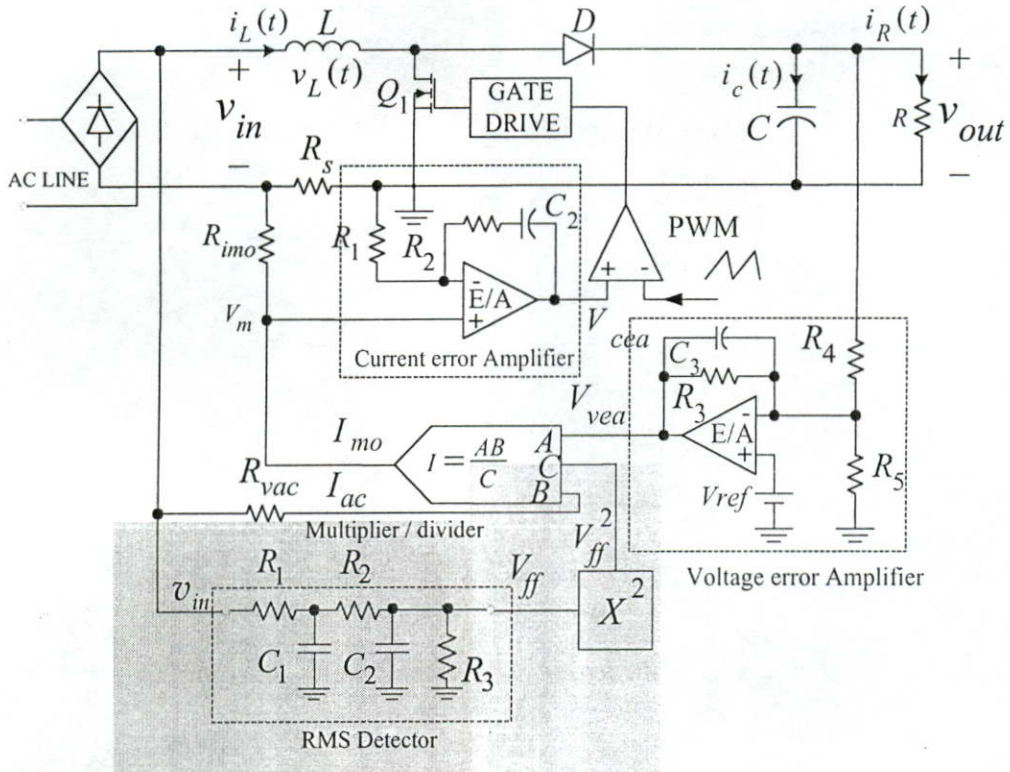 i_L(t)
L
D
i_R(t)
+
v_L(t)
i_c(t)
+
Q_1
GATE
DRIVE
v_in
C
R
v_out
−
R_s
−
AC LINE
R_imo
R_1
R_2
C_2
PWM
-
E/A
+
+
-
V_m
V
cea
Current error Amplifier
C_3
R_4
V_vea
R_3
-
E/A
+
I_mo
I = AB/C
A
C
B
R_5
R_vac
I_ac
Vref
Multiplier / divider
V_ff^2
R_1
R_2
V_ff
Voltage error Amplifier
v_in
X^2
C_1
C_2
R_3
RMS Detector